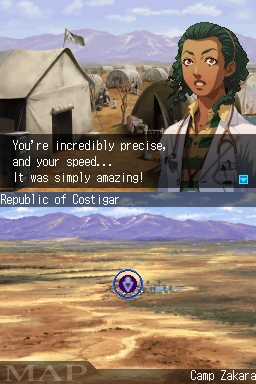 You're incredibly precise,
and your speed...
It was simply amazing!
Republic of Costigar
MAP
Camp Zakara